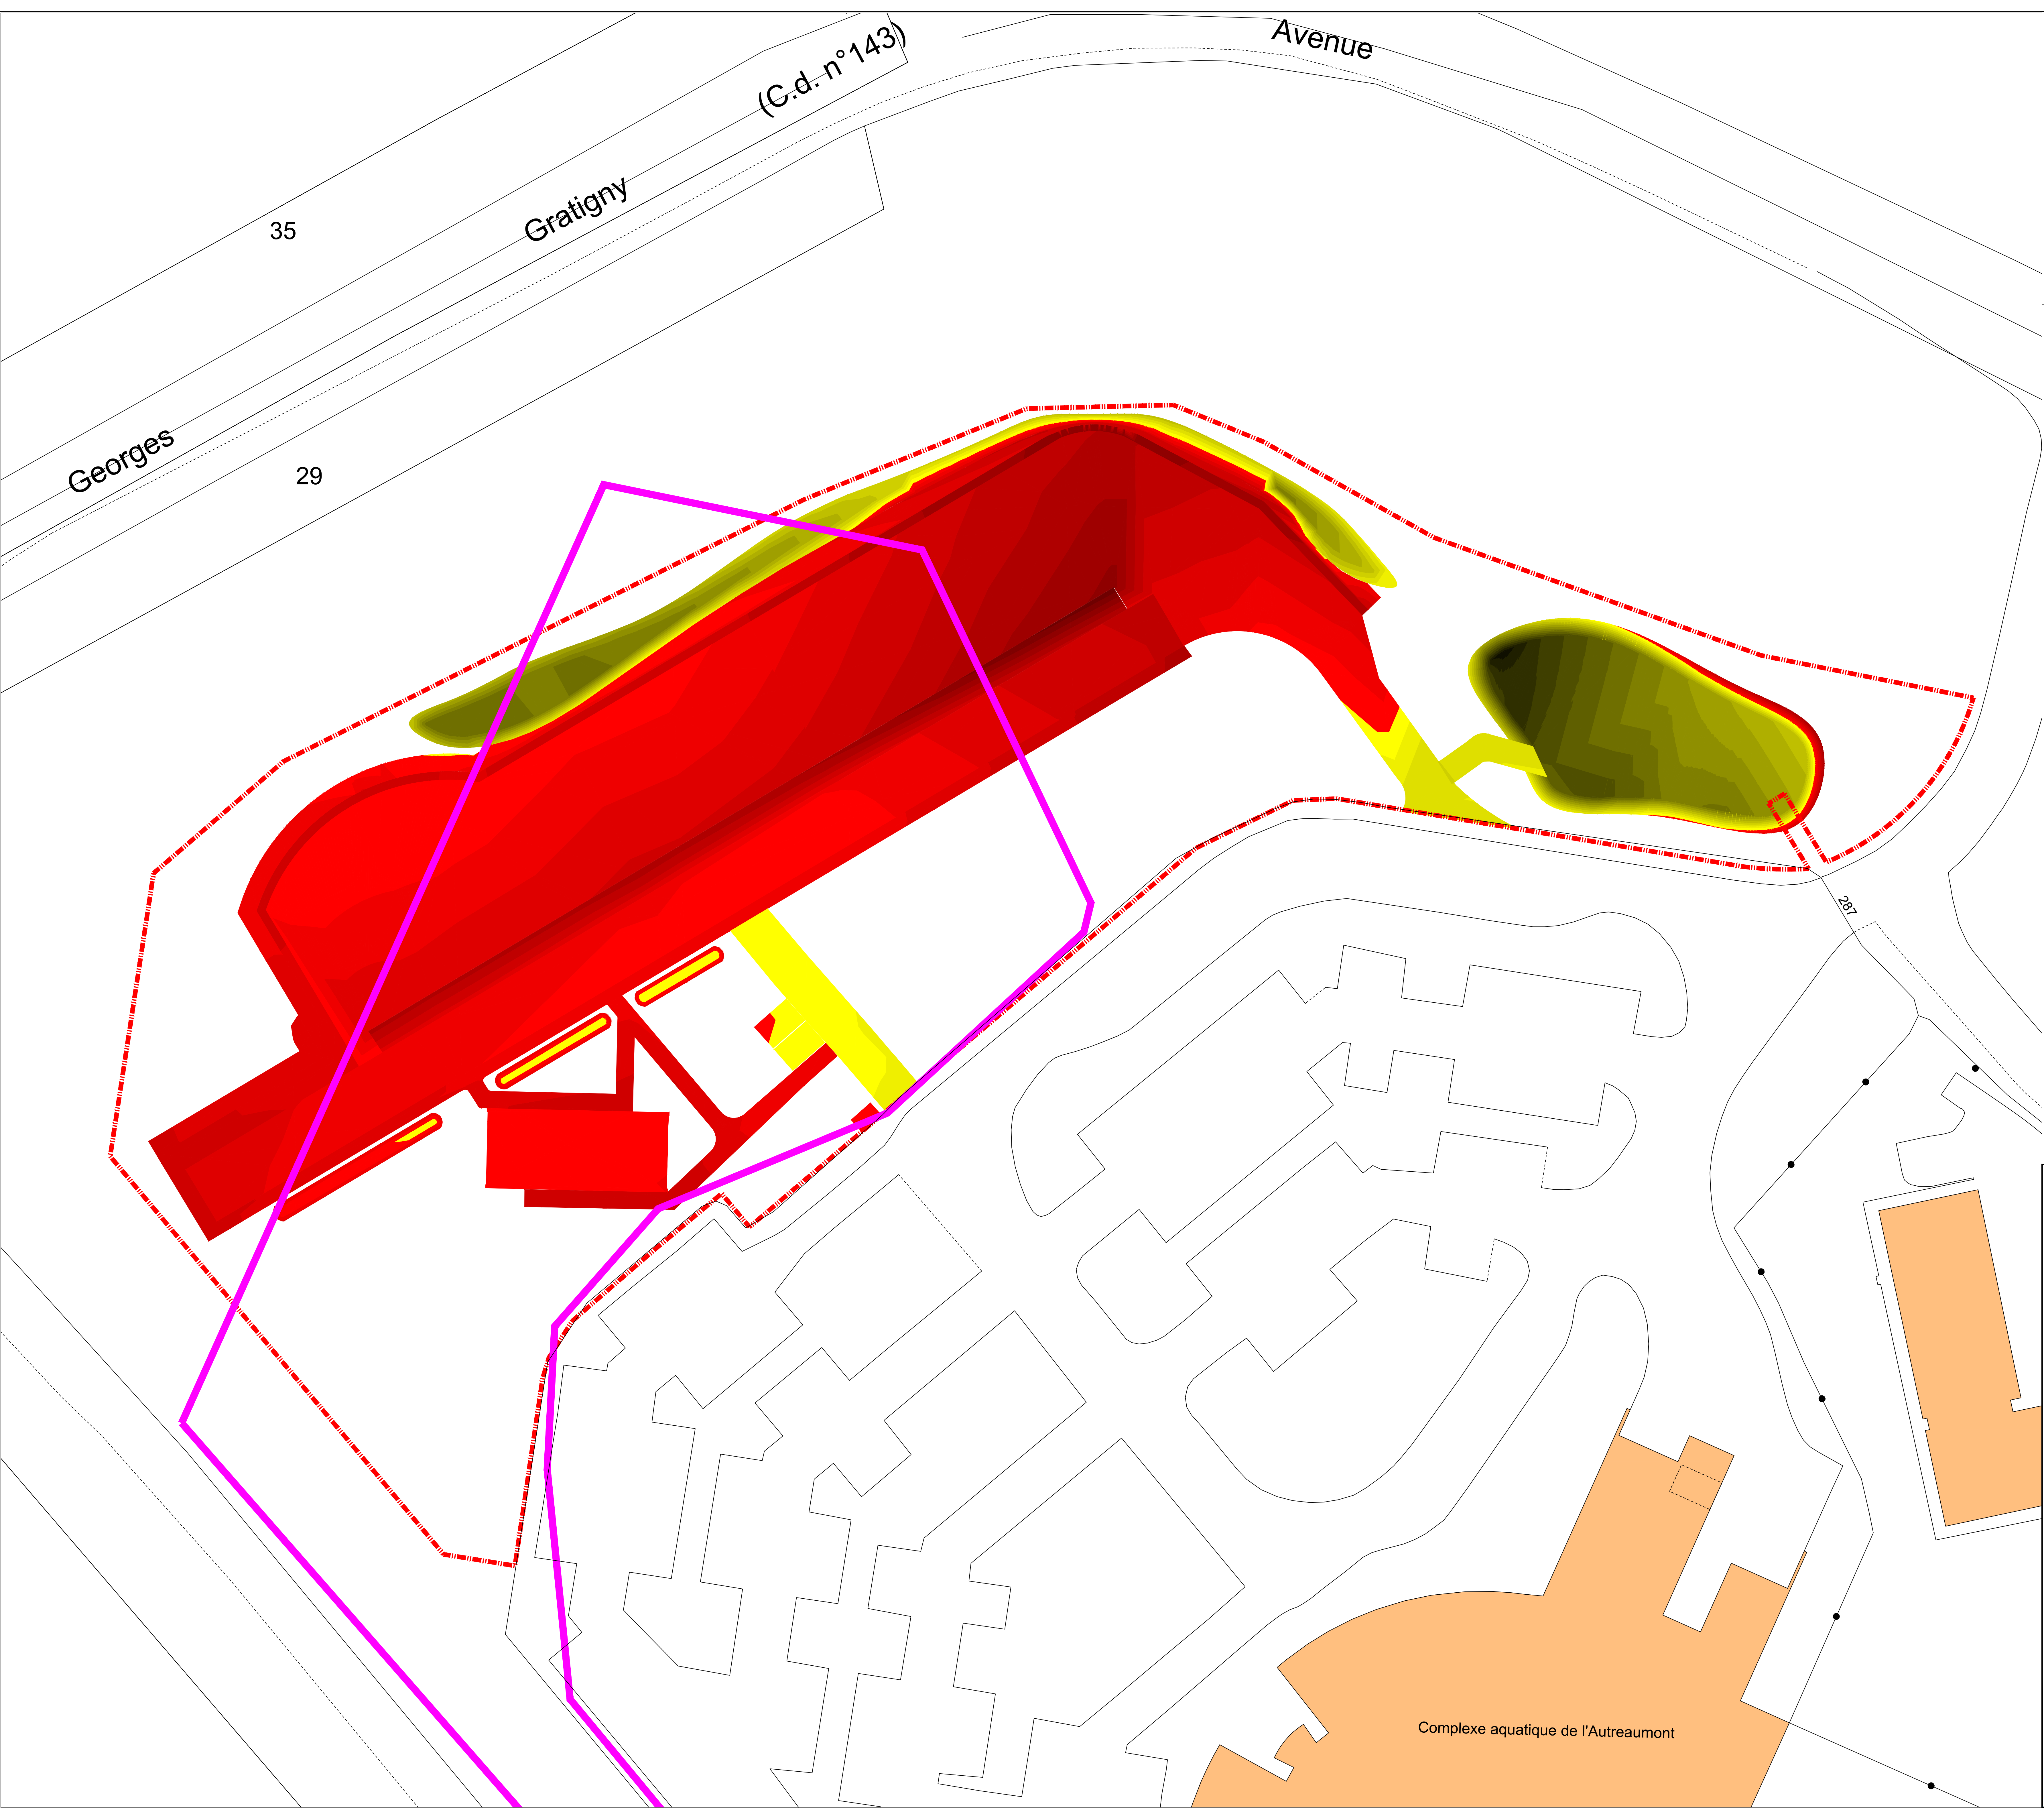 Avenue
(C.d. n°143)
Gratigny
35
Georges
29
287
Complexe aquatique de l'Autreaumont